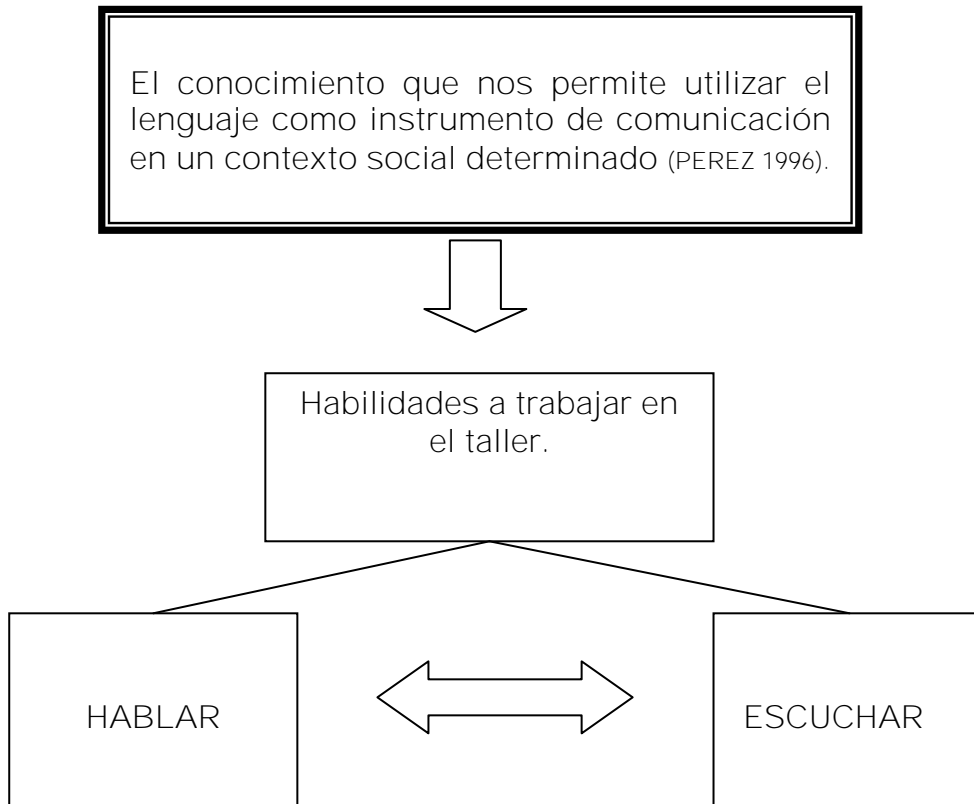 El conocimiento que nos permite utilizar el
lenguaje como instrumento de comunicación
en un contexto social determinado (PEREZ 1996).
Habilidades a trabajar en
el taller.
HABLAR
ESCUCHAR